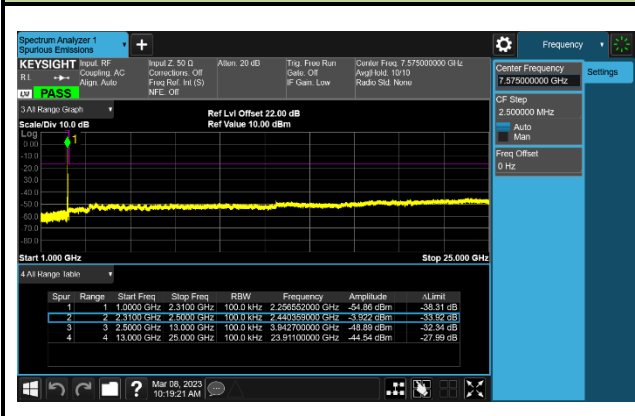 Spectrum Analyzer 1
Spurious Emissions
+
Frequency
KEYSIGHT
Input: RF
Coupling: AC
Align: Auto
Input Z: 50 Ω
Corrections: Off
Freq Ref: Int (S)
NFE: Off
Atten: 20 dB
Trig: Free Run
Gate: Off
IF Gain: Low
Center Freq: 7.575000000 GHz
Avg|Hold: 10/10
Radio Std: None
RL
LW
PASS
3 All Range Graph
Scale/Div 10.0 dB
Ref Lvl Offset 22.00 dB
Ref Value 10.00 dBm
Log
0.00
-10.0
-20.0
-30.0
-40.0
-50.0
-60.0
-70.0
-80.0
1
Start 1.000 GHz
Stop 25.000 GHz
4 All Range Table
Spur Range Start Freq Stop Freq RBW Frequency Amplitude ΔLimit
1 1 1.0000 GHz 2.3100 GHz 100.0 kHz 2.256552000 GHz -54.86 dBm -38.31 dB
2 2 2.3100 GHz 2.5000 GHz 100.0 kHz 2.440359000 GHz -3.922 dBm -33.92 dB
3 3 2.5000 GHz 13.000 GHz 100.0 kHz 3.942700000 GHz -48.89 dBm -32.34 dB
4 4 13.000 GHz 25.000 GHz 100.0 kHz 23.91100000 GHz -44.54 dBm -27.99 dB
Center Frequency
7.575000000 GHz
Settings
CF Step
2.500000 MHz
Auto
Man
Freq Offset
0 Hz
?
Mar 08, 2023
10:19:21 AM